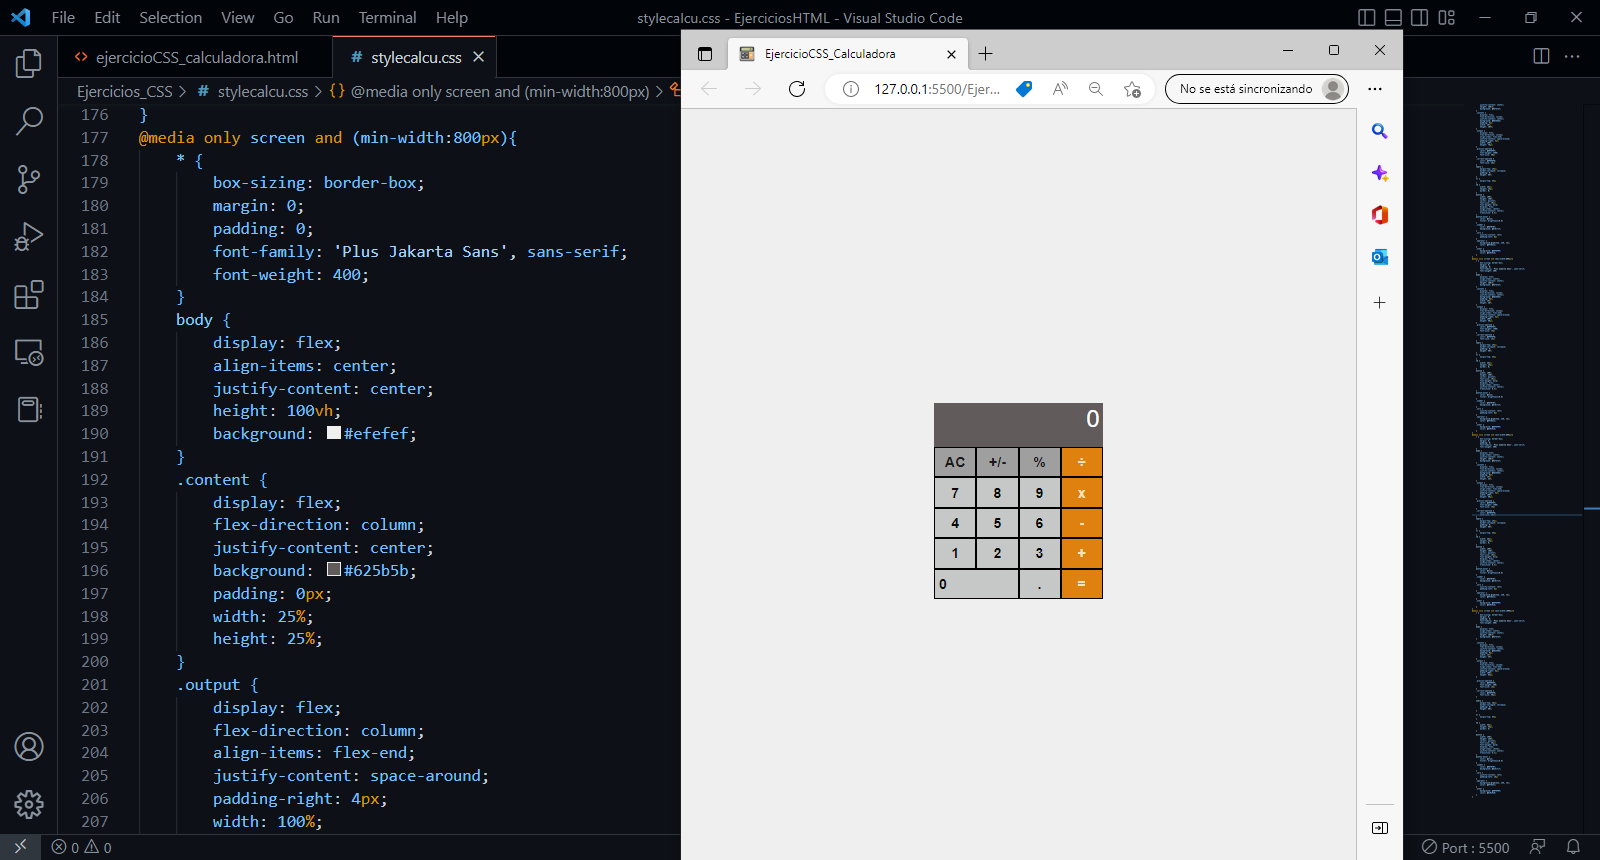 File Edit Selection View Go Run Terminal Help
stylecalcu.css - EjerciciosHTML - Visual Studio Code
ejercicioCSS_calculadora.html
# stylecalcu.css
Ejercicios_CSS > # stylecalcu.css > {} @media only screen and (min-width:800px) >
176 }
177 @media only screen and (min-width:800px){
178 * {
179 box-sizing: border-box;
180 margin: 0;
181 padding: 0;
182 font-family: 'Plus Jakarta Sans', sans-serif;
183 font-weight: 400;
184 }
185 body {
186 display: flex;
187 align-items: center;
188 justify-content: center;
189 height: 100vh;
190 background: #efefef;
191 }
192 .content {
193 display: flex;
194 flex-direction: column;
195 justify-content: center;
196 background: #625b5b;
197 padding: 0px;
198 width: 25%;
199 height: 25%;
200 }
201 .output {
202 display: flex;
203 flex-direction: column;
204 align-items: flex-end;
205 justify-content: space-around;
206 padding-right: 4px;
207 width: 100%;
0 0
EjercicioCSS_Calculadora
127.0.0.1:5500/Ejer...
No se está sincronizando
0
AC +/- % ÷
7 8 9 x
4 5 6 -
1 2 3 +
0 . =
Port : 5500